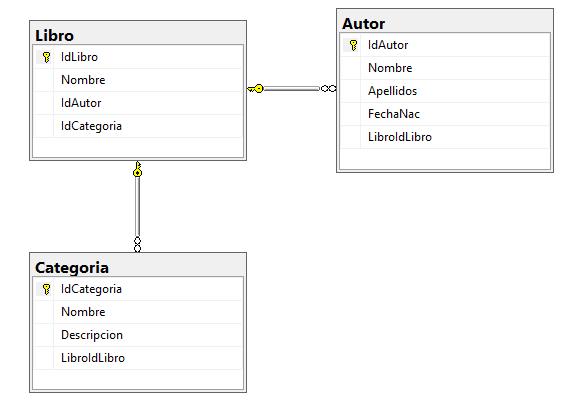 Libro
IdLibro
Nombre
IdAutor
IdCategoria
Autor
IdAutor
Nombre
Apellidos
FechaNac
LibroIdLibro
Categoria
IdCategoria
Nombre
Descripcion
LibroIdLibro